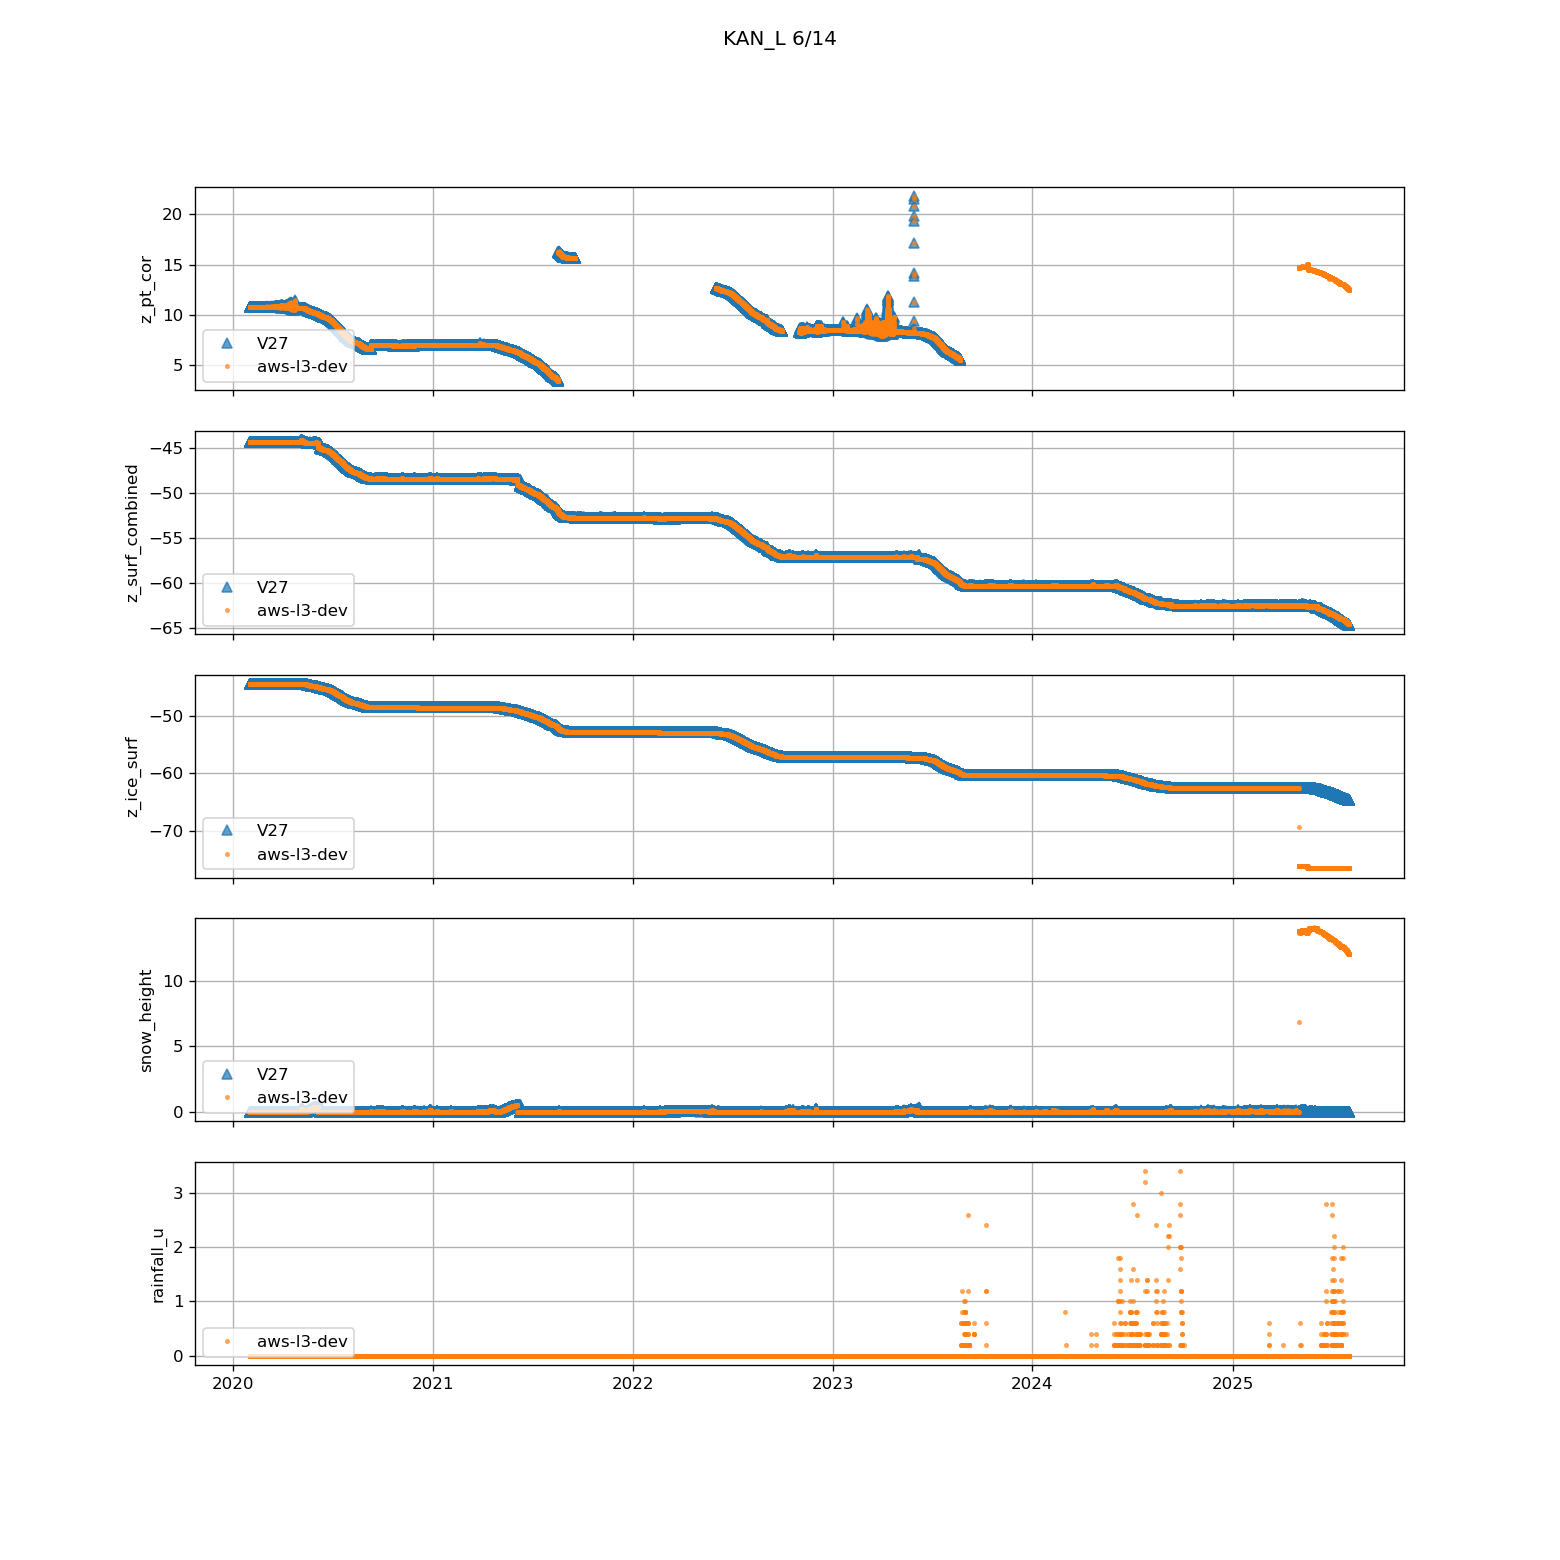 KAN_L 6/14
z_pt_cor
20
15
10
5
V27
aws-l3-dev
z_surf_combined
−45
−50
−55
−60
−65
V27
aws-l3-dev
z_ice_surf
−50
−60
−70
V27
aws-l3-dev
snow_height
10
5
0
V27
aws-l3-dev
rainfall_u
3
2
1
0
aws-l3-dev
2020 2021 2022 2023 2024 2025